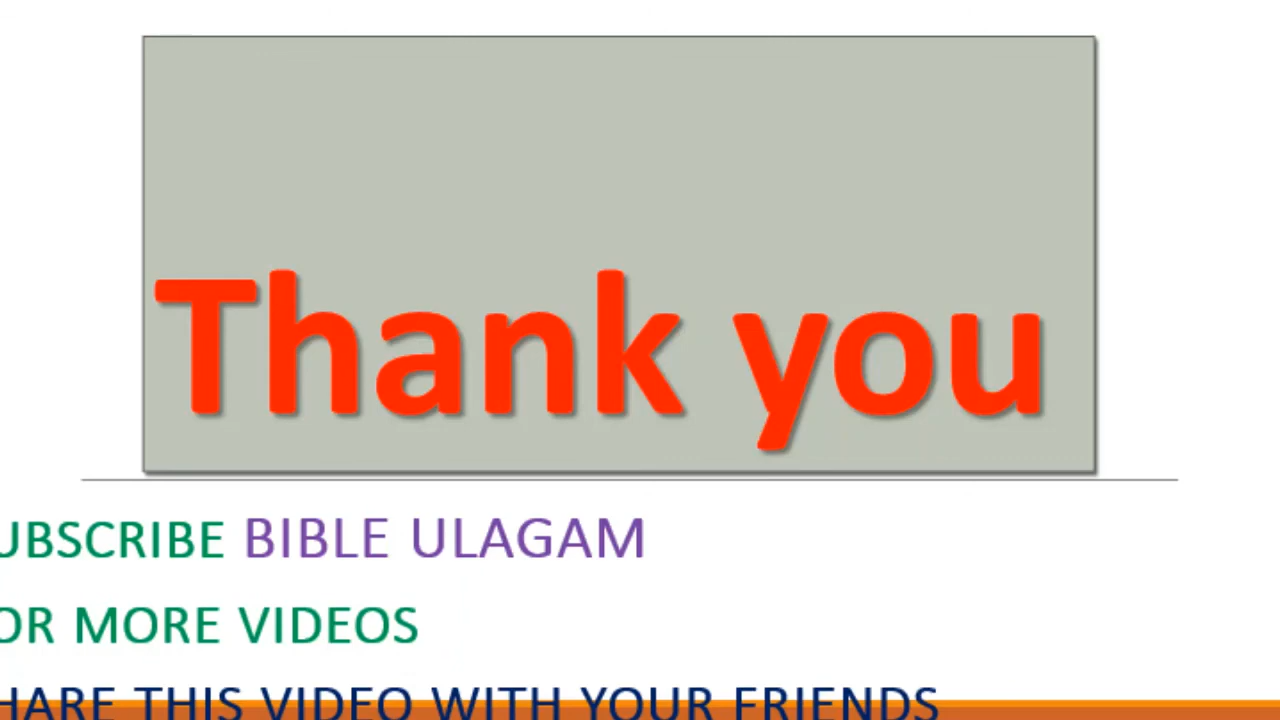 Thank you
UBSCRIBE BIBLE ULAGAM
OR MORE VIDEOS
HARE THIS VIDEO WITH YOUR FRIENDS